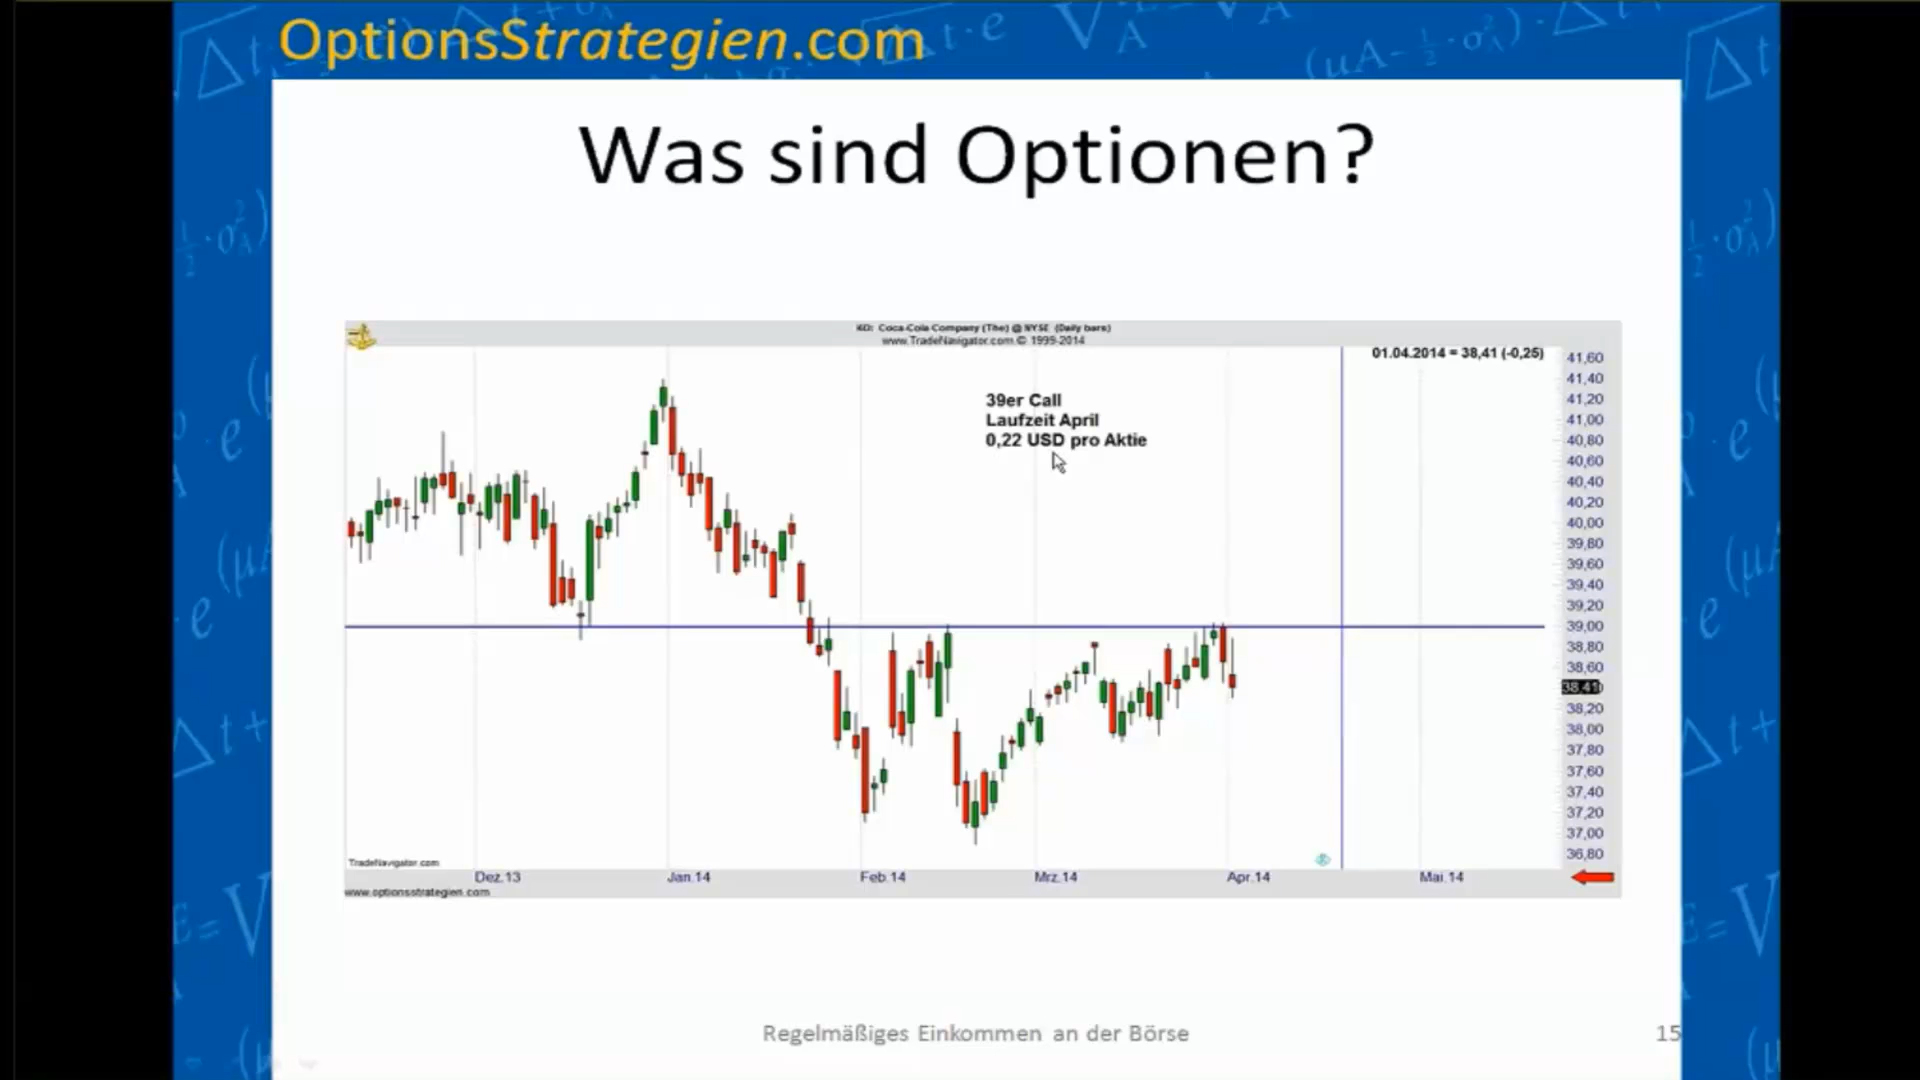 OptionsStrategien.com
Was sind Optionen?
KO: Coca-Cola Company (The) @ NYSE (Daily bars)
www.TradeNavigator.com © 1999-2014
01.04.2014 = 38,41 (-0,25)
39er Call
Laufzeit April
0,22 USD pro Aktie
41,60
41,40
41,20
41,00
40,80
40,60
40,40
40,20
40,00
39,80
39,60
39,40
39,20
39,00
38,80
38,60
38,41
38,20
38,00
37,80
37,60
37,40
37,20
37,00
36,80
TradeNavigator.com
Dez.13 Jan.14 Feb.14 Mrz.14 Apr.14 Mai.14
www.optionsstrategien.com
Regelmäßiges Einkommen an der Börse
15